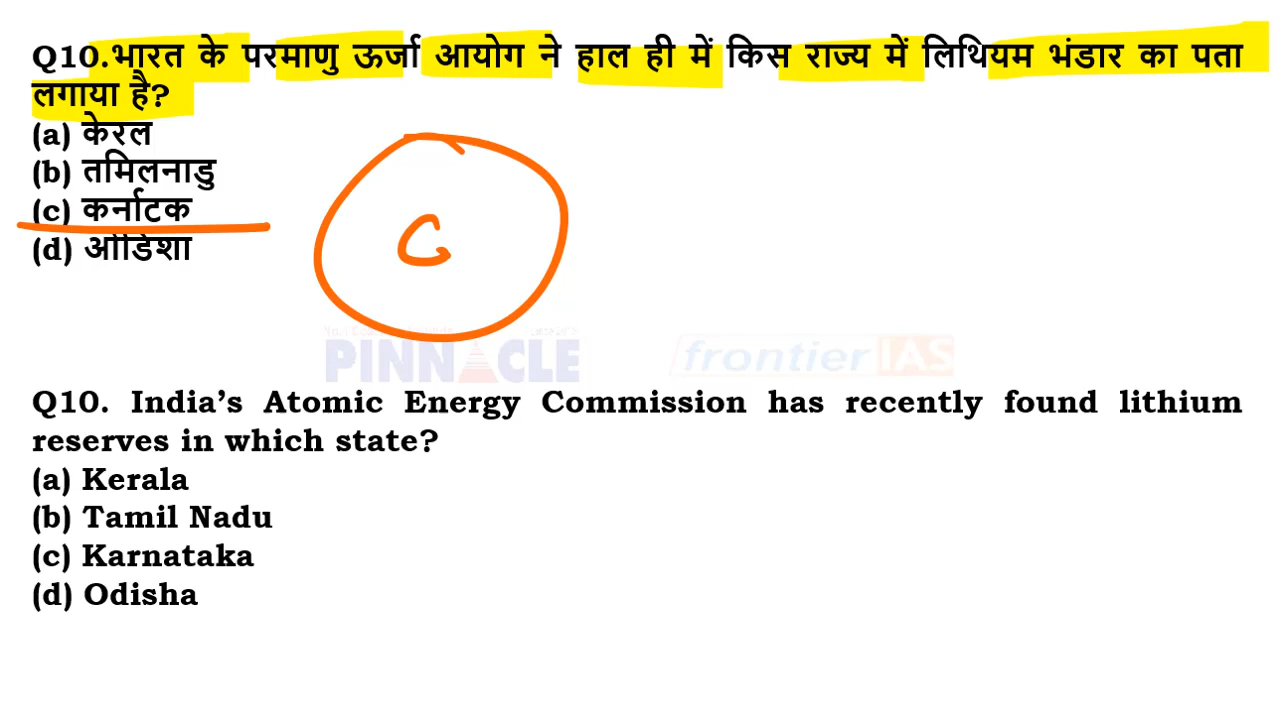 Q10.भारत के परमाणु ऊर्जा आयोग ने हाल ही में किस राज्य में लिथियम भंडार का पता
लगाया है?
(a) केरल
(b) तमिलनाडु
(c) कर्नाटक
(d) ओडिशा
C
PINNACLE
frontier IAS
Q10. India’s Atomic Energy Commission has recently found lithium
reserves in which state?
(a) Kerala
(b) Tamil Nadu
(c) Karnataka
(d) Odisha